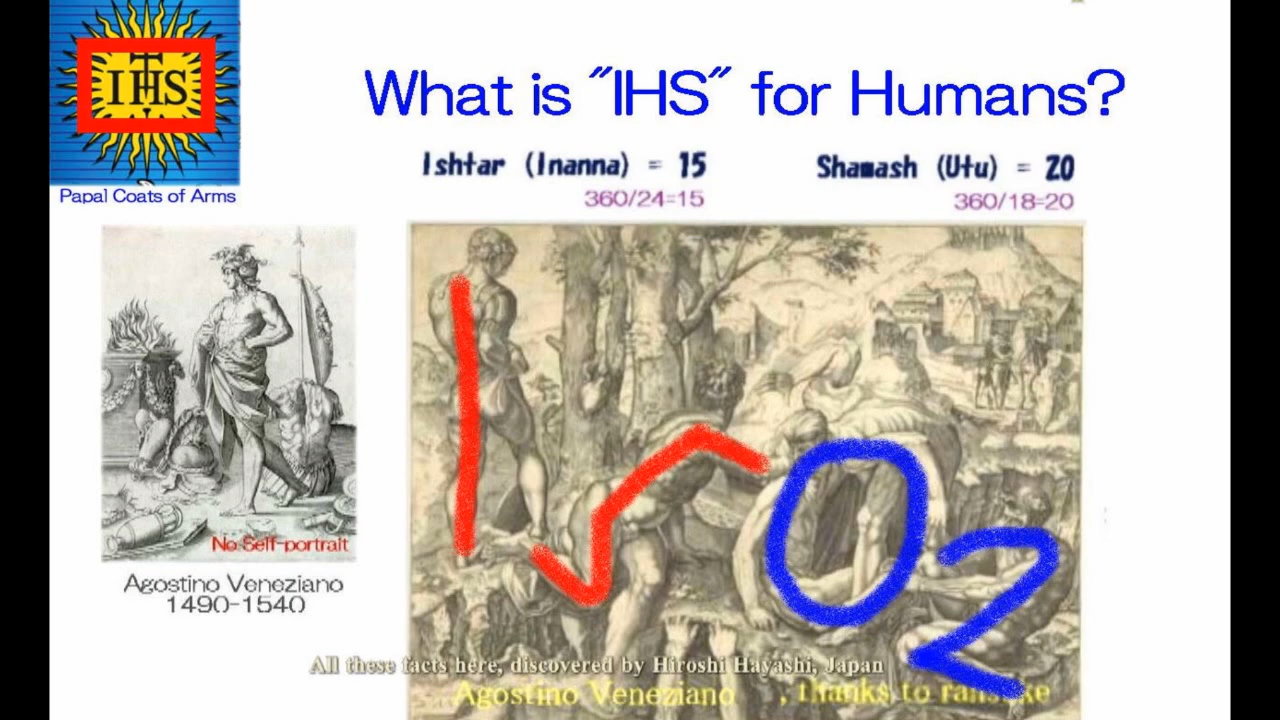 IHS
What is "IHS" for Humans?
Ishtar (Inanna) = 15
360/24=15
Shamash (Utu) = 20
360/18=20
Papal Coats of Arms
No Self-portrait
Agostino Veneziano
1490-1540
15
02
All these facts here, discovered by Hiroshi Hayashi, Japan
Agostino Veneziano , thanks to